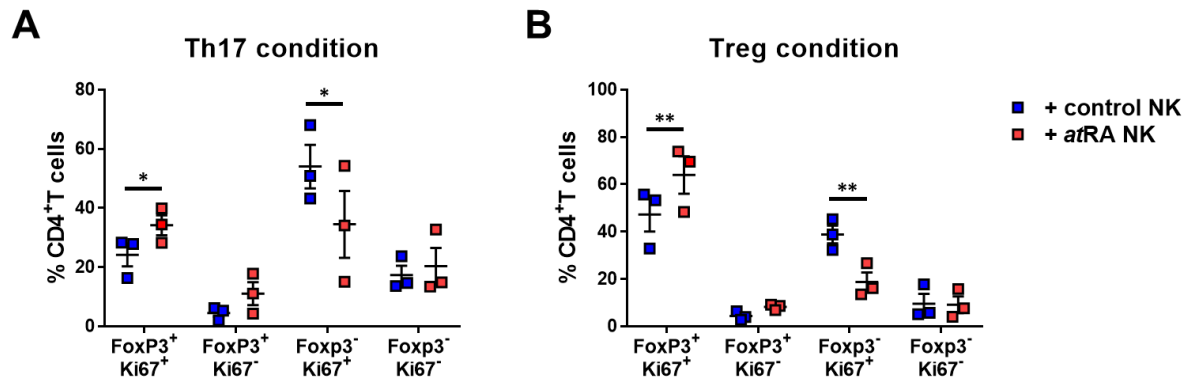 A
Th17 condition
% CD4⁺T cells
80
60
40
20
0
*
*
FoxP3⁺
Ki67⁺
FoxP3⁺
Ki67⁻
Foxp3⁻
Ki67⁺
Foxp3⁻
Ki67⁻
B
Treg condition
% CD4⁺T cells
100
80
60
40
20
0
**
**
FoxP3⁺
Ki67⁺
FoxP3⁺
Ki67⁻
Foxp3⁻
Ki67⁺
Foxp3⁻
Ki67⁻
+ control NK
+ atRA NK